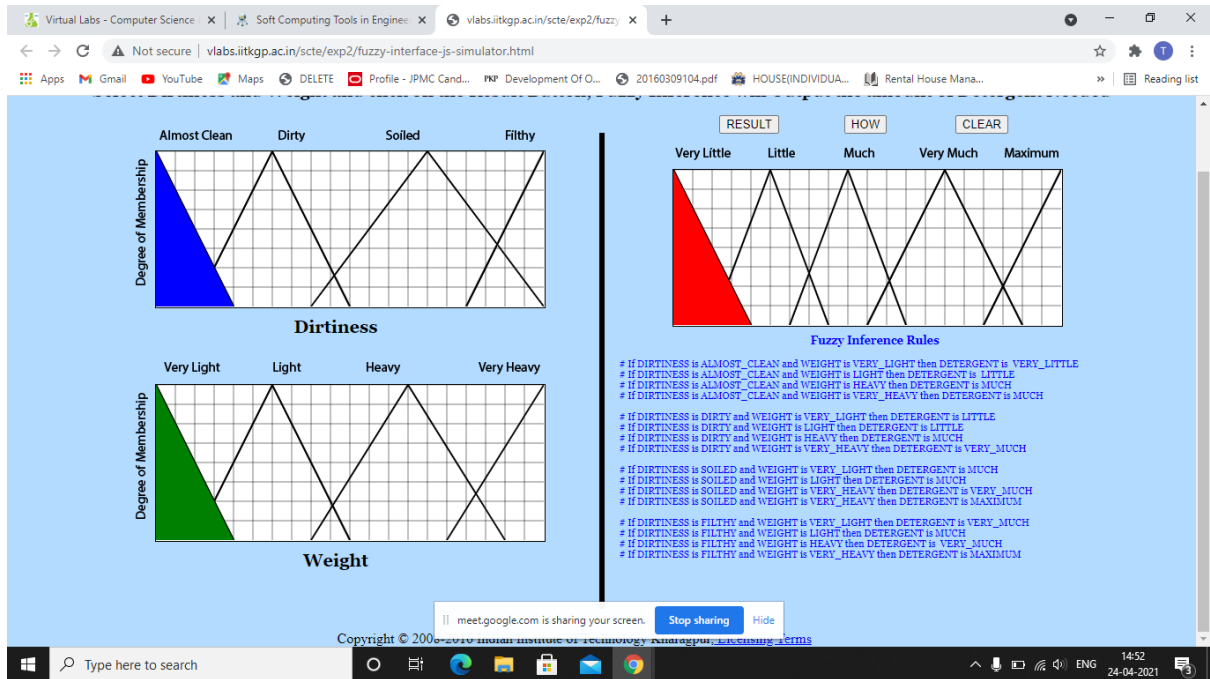 Virtual Labs - Computer Science
Soft Computing Tools in Engineer
vlabs.iitkgp.ac.in/scte/exp2/fuzzy
Not secure | vlabs.iitkgp.ac.in/scte/exp2/fuzzy-interface-js-simulator.html
Apps Gmail YouTube Maps DELETE Profile - JPMC Cand... PKP Development Of O... 20160309104.pdf HOUSE(INDIVIDUA... Rental House Mana... » Reading list
RESULT HOW CLEAR
Almost Clean Dirty Soiled Filthy
Degree of Membership
Dirtiness
Very Light Light Heavy Very Heavy
Degree of Membership
Weight
Very Little Little Much Very Much Maximum
Fuzzy Inference Rules
# If DIRTINESS is ALMOST_CLEAN and WEIGHT is VERY_LIGHT then DETERGENT is VERY_LITTLE
# If DIRTINESS is ALMOST_CLEAN and WEIGHT is LIGHT then DETERGENT is LITTLE
# If DIRTINESS is ALMOST_CLEAN and WEIGHT is HEAVY then DETERGENT is MUCH
# If DIRTINESS is ALMOST_CLEAN and WEIGHT is VERY_HEAVY then DETERGENT is MUCH
# If DIRTINESS is DIRTY and WEIGHT is VERY_LIGHT then DETERGENT is LITTLE
# If DIRTINESS is DIRTY and WEIGHT is LIGHT then DETERGENT is LITTLE
# If DIRTINESS is DIRTY and WEIGHT is HEAVY then DETERGENT is MUCH
# If DIRTINESS is DIRTY and WEIGHT is VERY_HEAVY then DETERGENT is VERY_MUCH
# If DIRTINESS is SOILED and WEIGHT is VERY_LIGHT then DETERGENT is MUCH
# If DIRTINESS is SOILED and WEIGHT is LIGHT then DETERGENT is MUCH
# If DIRTINESS is SOILED and WEIGHT is VERY_HEAVY then DETERGENT is VERY_MUCH
# If DIRTINESS is SOILED and WEIGHT is VERY_HEAVY then DETERGENT is MAXIMUM
# If DIRTINESS is FILTHY and WEIGHT is VERY_LIGHT then DETERGENT is VERY_MUCH
# If DIRTINESS is FILTHY and WEIGHT is LIGHT then DETERGENT is MUCH
# If DIRTINESS is FILTHY and WEIGHT is HEAVY then DETERGENT is VERY_MUCH
# If DIRTINESS is FILTHY and WEIGHT is VERY_HEAVY then DETERGENT is MAXIMUM
meet.google.com is sharing your screen. Stop sharing Hide
Copyright © 2008-2010 Indian Institute of Technology Kharagpur, Licensing Terms
Type here to search
ENG 14:52
24-04-2021
3